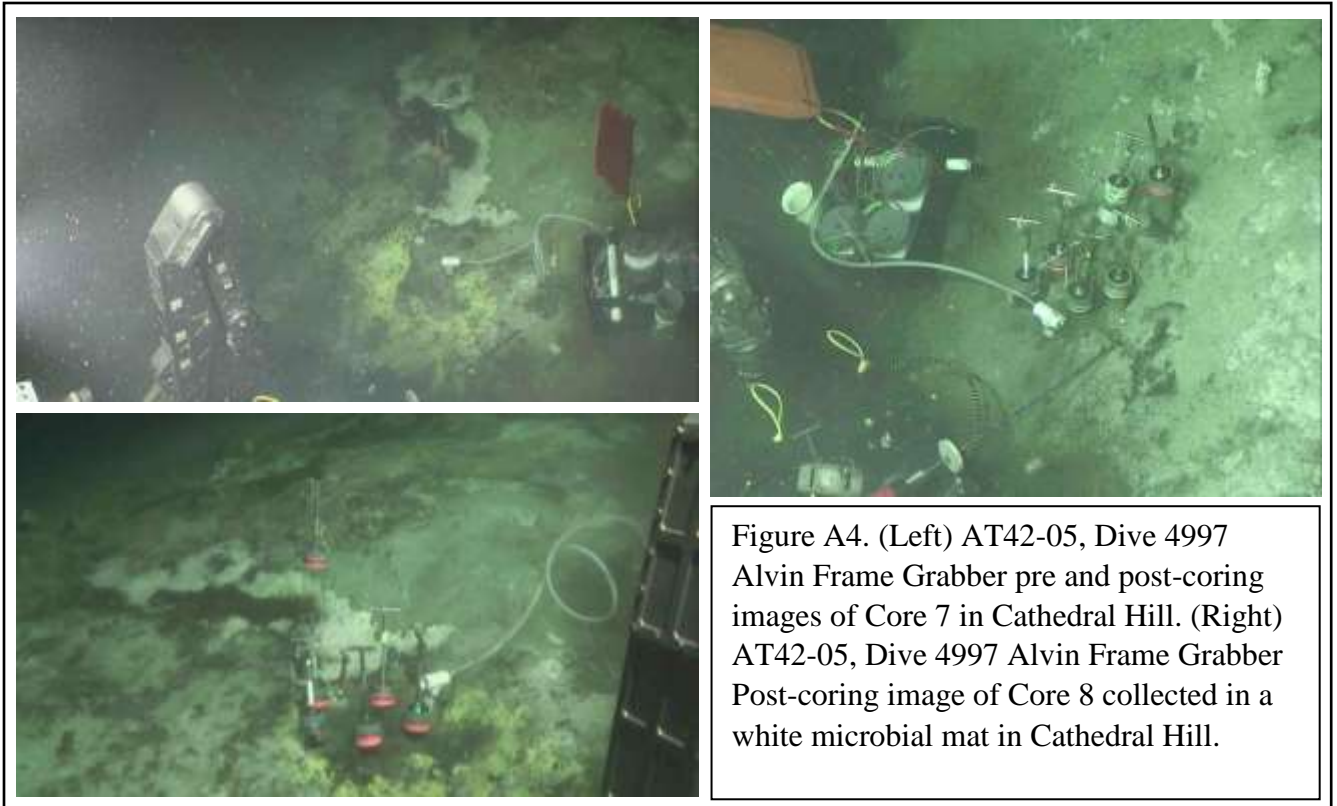 Figure A4. (Left) AT42-05, Dive 4997
Alvin Frame Grabber pre and post-coring
images of Core 7 in Cathedral Hill. (Right)
AT42-05, Dive 4997 Alvin Frame Grabber
Post-coring image of Core 8 collected in a
white microbial mat in Cathedral Hill.